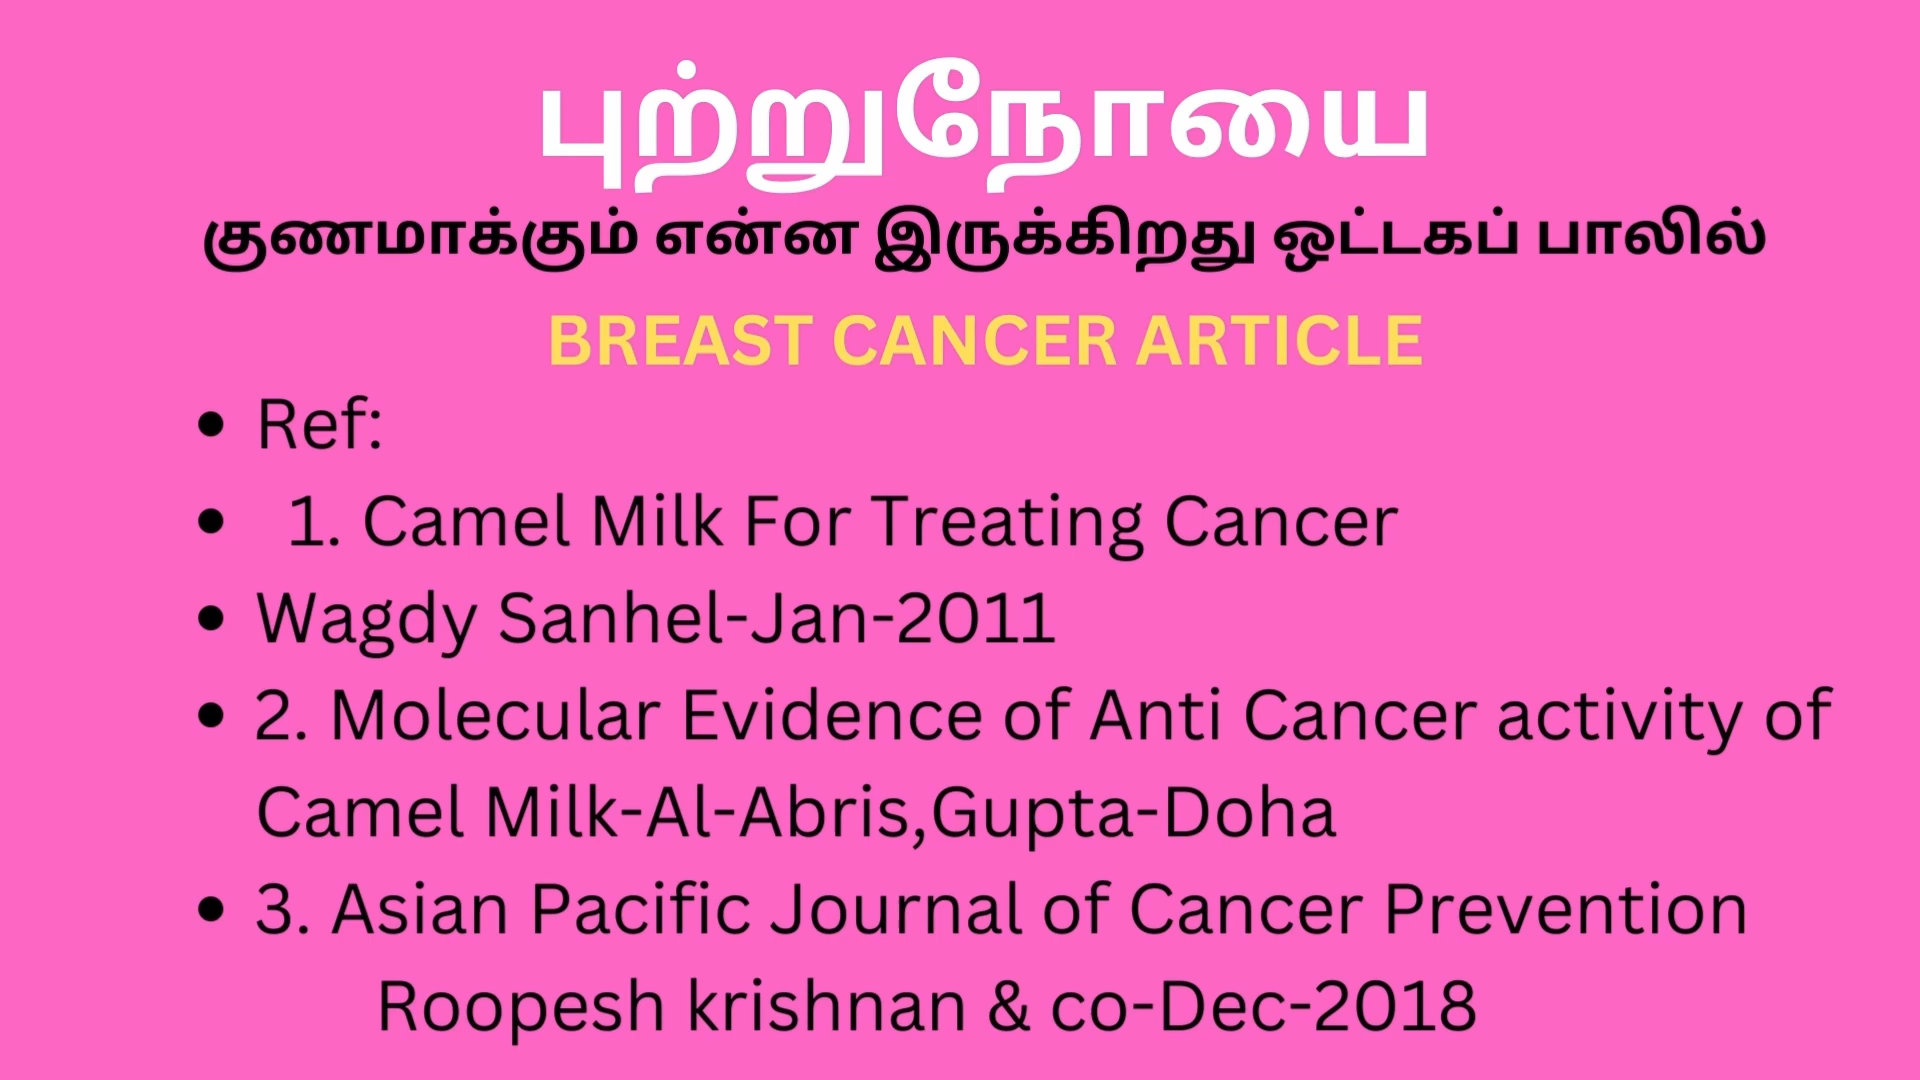 புற்றுநோயை
குணமாக்கும் என்ன இருக்கிறது ஒட்டகப் பாலில்
BREAST CANCER ARTICLE
• Ref:
• 1. Camel Milk For Treating Cancer
• Wagdy Sanhel-Jan-2011
• 2. Molecular Evidence of Anti Cancer activity of
Camel Milk-Al-Abris,Gupta-Doha
• 3. Asian Pacific Journal of Cancer Prevention
Roopesh krishnan & co-Dec-2018